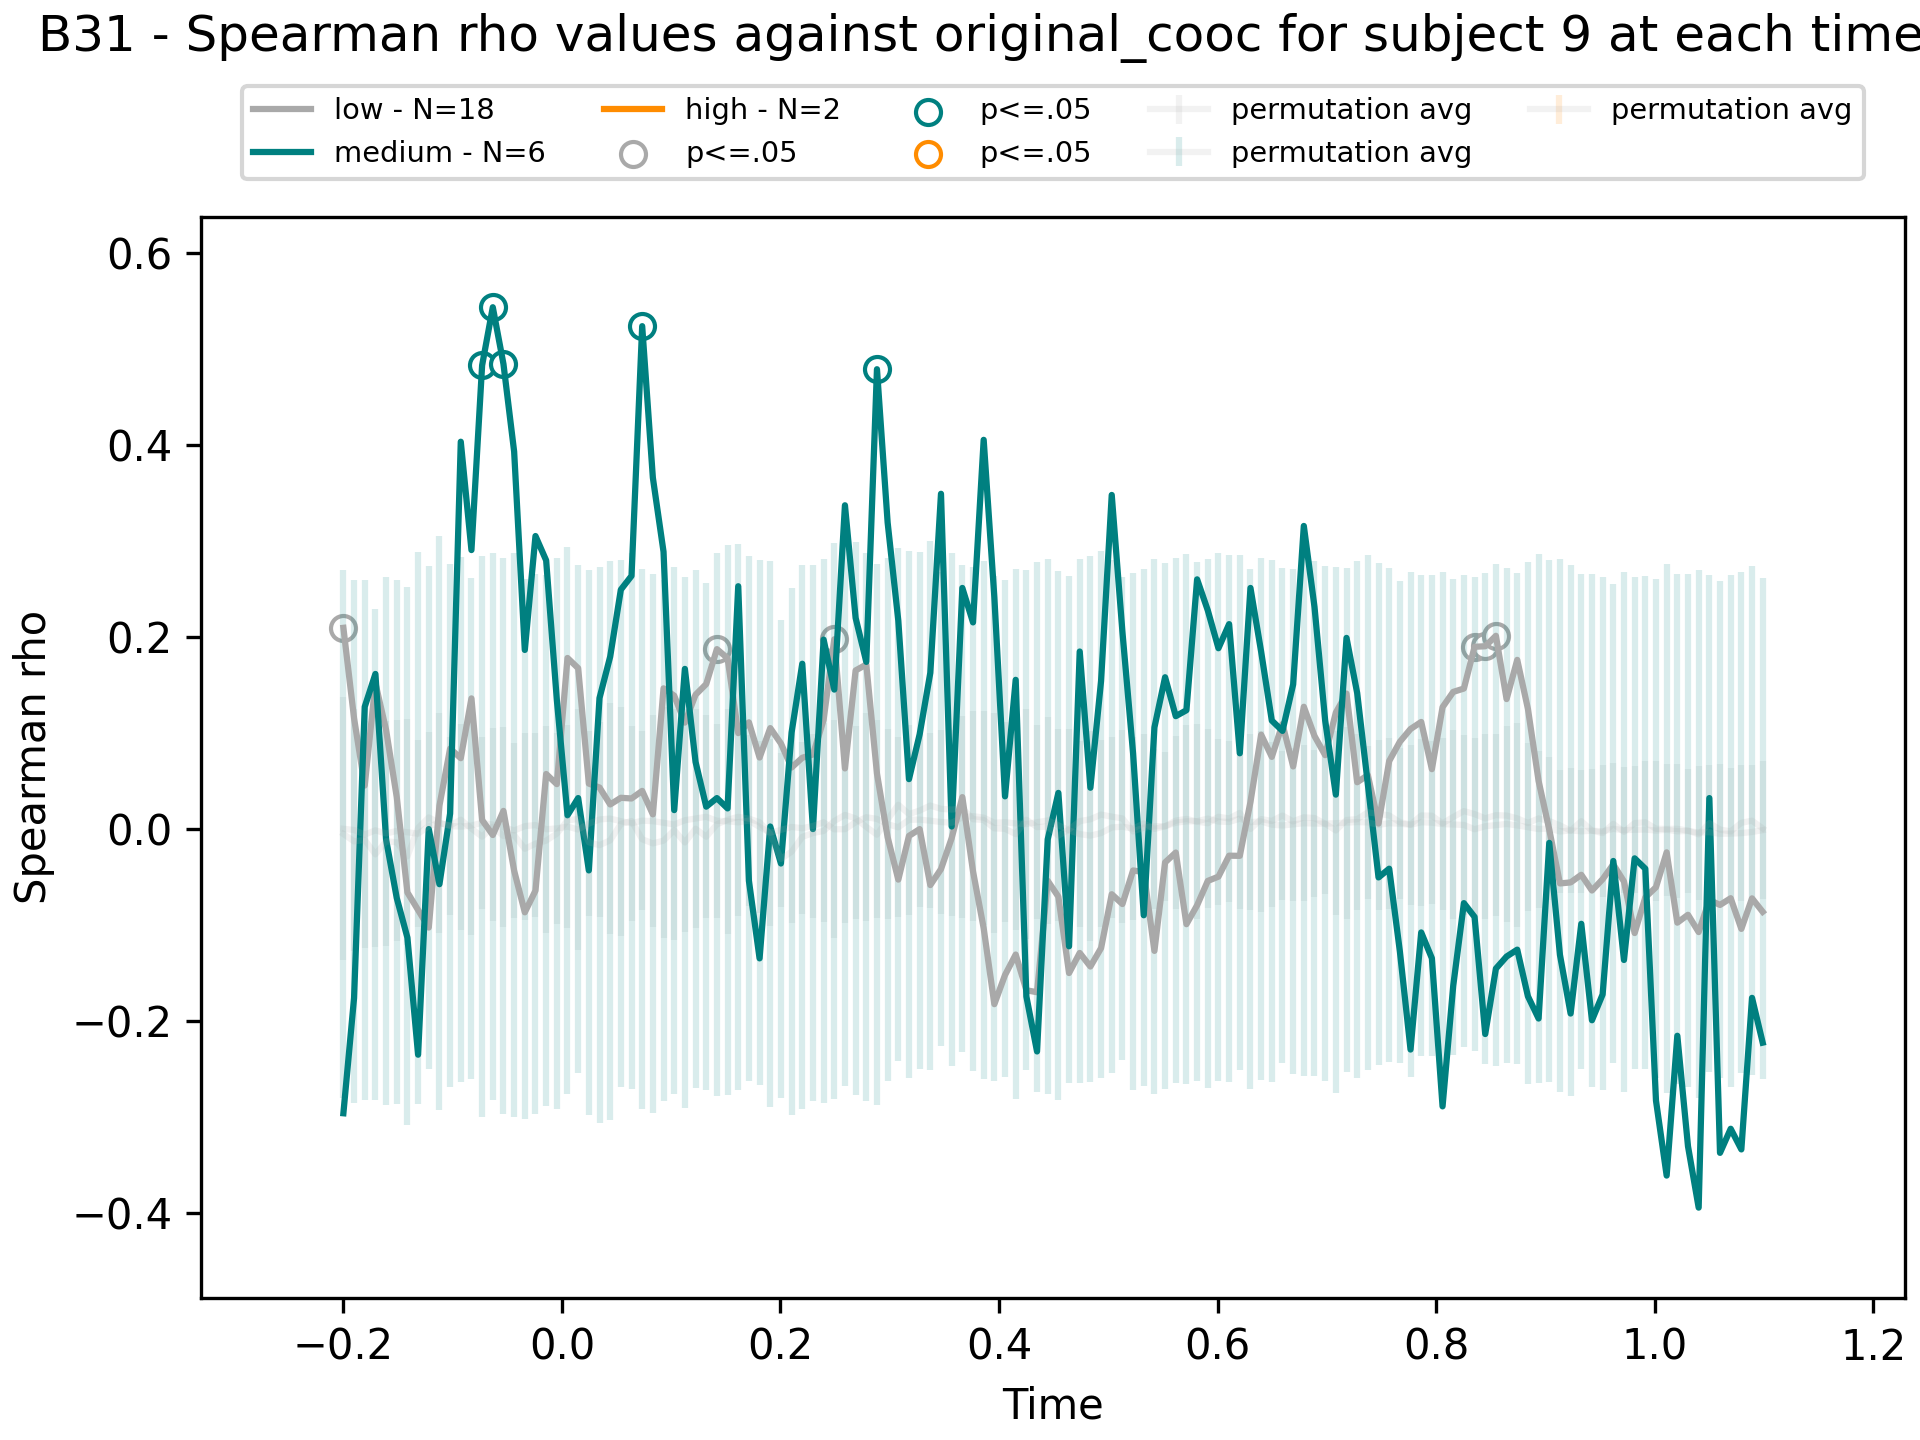 B31 - Spearman rho values against original_cooc for subject 9 at each time
low - N=18
medium - N=6
high - N=2
p<=.05
p<=.05
p<=.05
permutation avg
permutation avg
permutation avg
0.6
0.4
0.2
0.0
−0.2
−0.4
Spearman rho
−0.2 0.0 0.2 0.4 0.6 0.8 1.0 1.2
Time